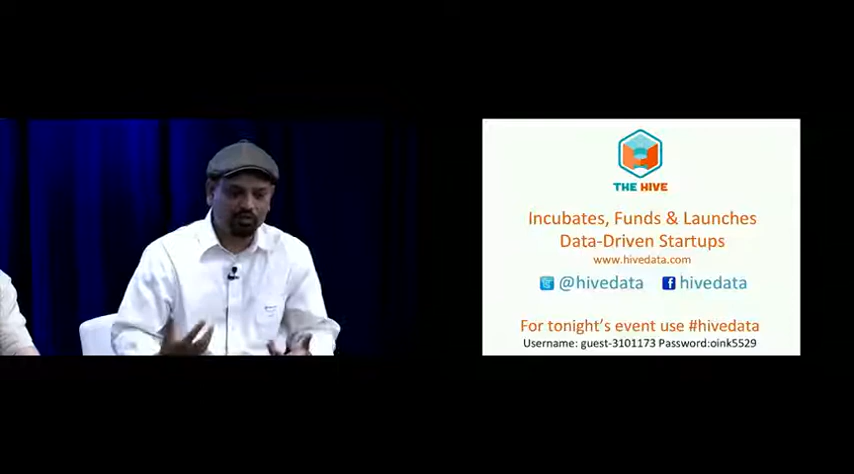 THE HIVE
Incubates, Funds & Launches
Data-Driven Startups
www.hivedata.com
@hivedata hivedata
For tonight's event use #hivedata
Username: guest-3101173 Password:oink5529